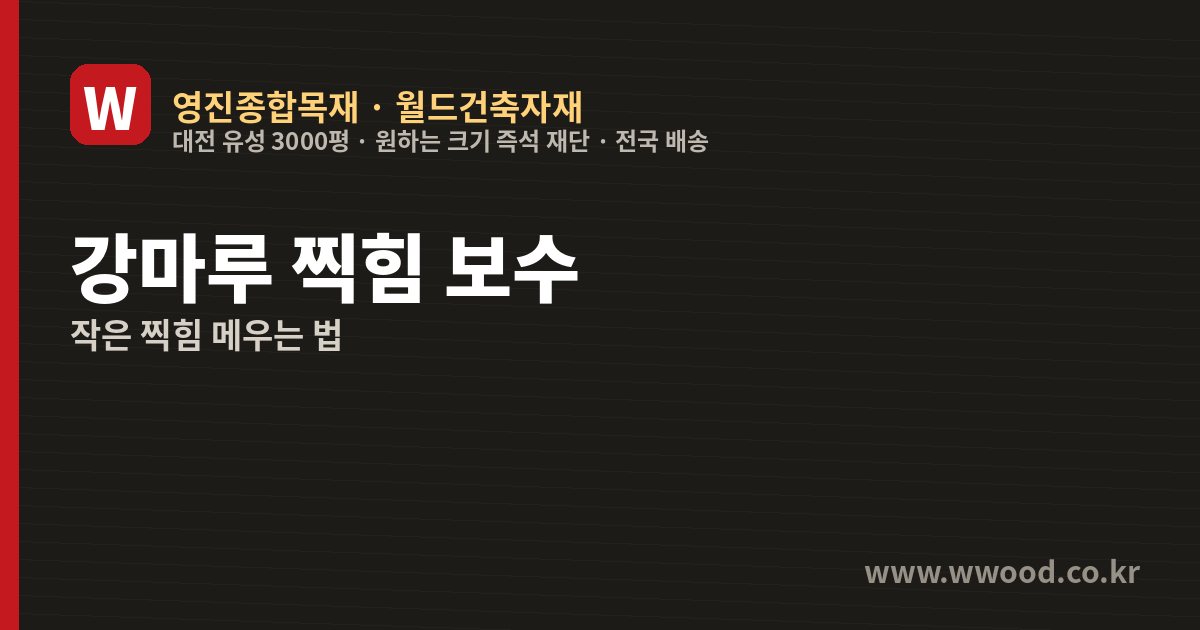 W
영진종합목재 · 월드건축자재
대전 유성 3000평 · 원하는 크기 즉석 재단 · 전국 배송
강마루 찍힘 보수
작은 찍힘 메우는 법
www.wwood.co.kr